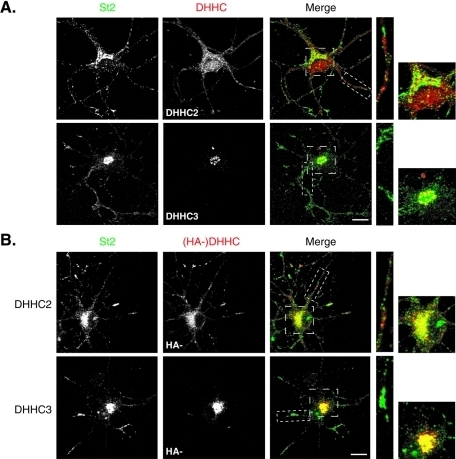 A.
St2 DHHC Merge
DHHC2
DHHC3
B.
St2 (HA-)DHHC Merge
DHHC2
HA-
DHHC3
HA-